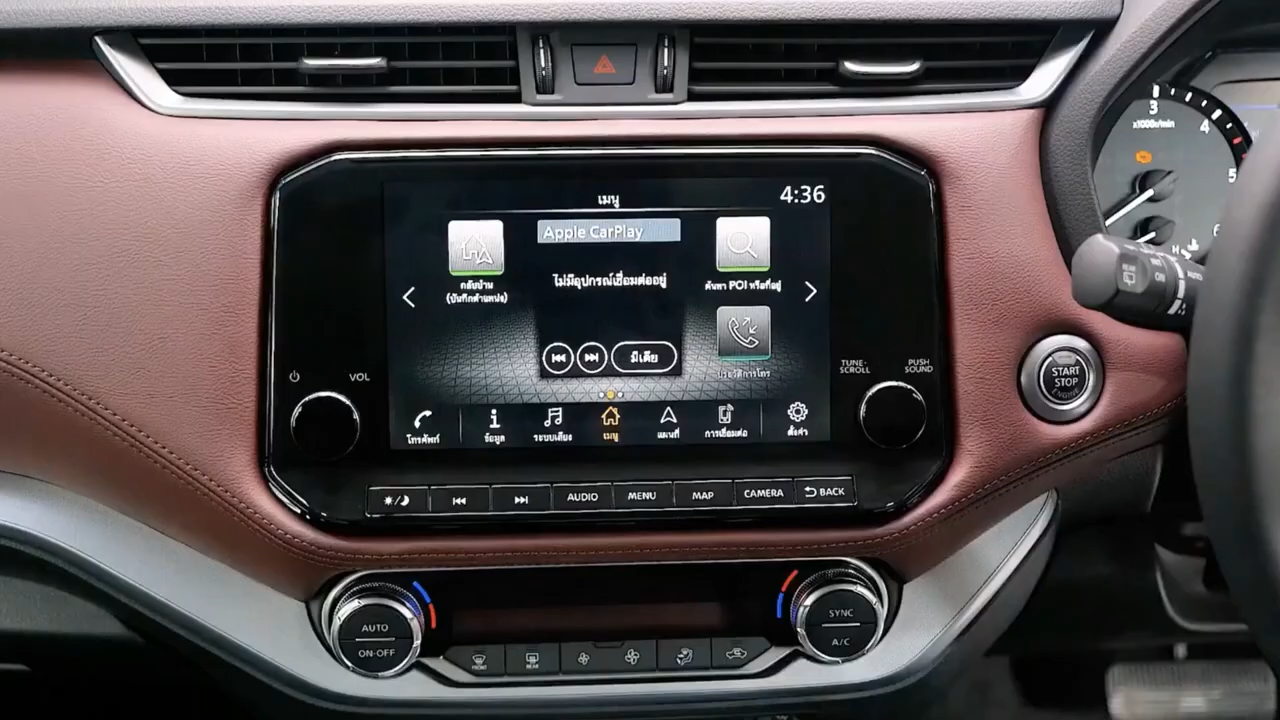 3
x1000r/min
4
5
6
เมนู
4:36
Apple CarPlay
กลับบ้าน
(บันทึกตำแหน่ง)
ไม่มีอุปกรณ์เชื่อมต่ออยู่
ค้นหา POI หรือที่อยู่
มีเดีย
ประวัติการโทร
โทรศัพท์
ข้อมูล
ระบบเสียง
เมนู
แผนที่
การเชื่อมต่อ
ตั้งค่า
VOL
TUNE·
SCROLL
PUSH
SOUND
AUDIO
MENU
MAP
CAMERA
BACK
START
STOP
ENGINE
REAR
ON
AUTO
H
AUTO
ON·OFF
FRONT
REAR
SYNC
A/C